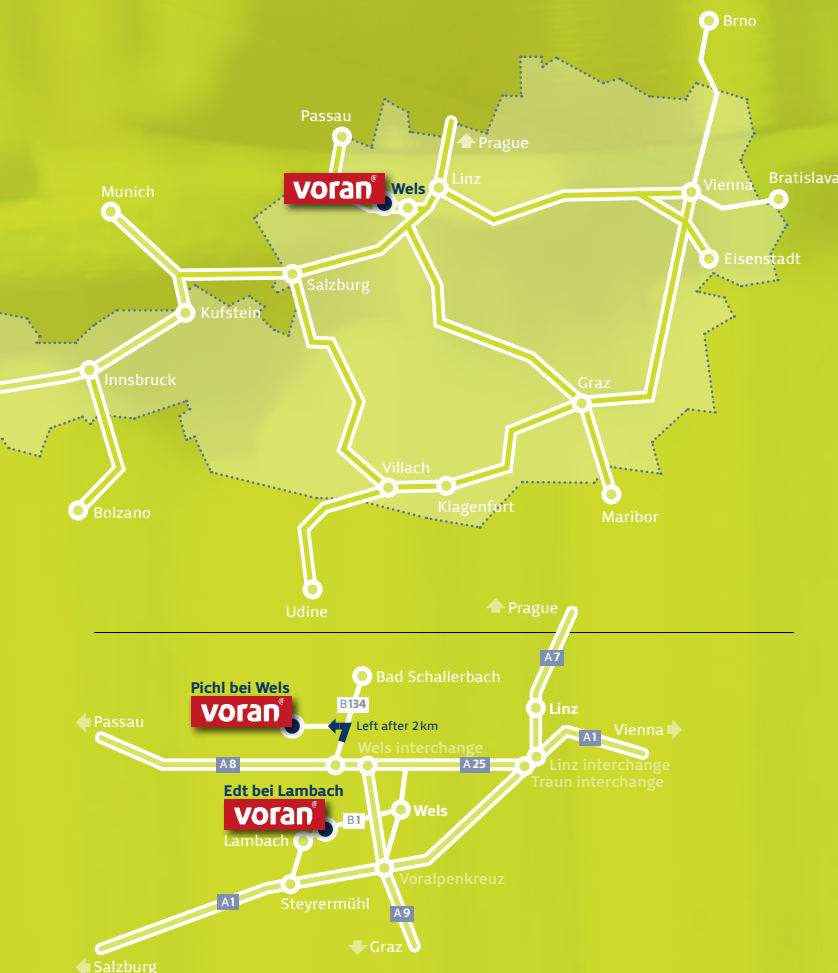 Brno
Passau
Prague
voran®
Wels
Linz
Munich
Vienna
Bratislava
Eisenstadt
Salzburg
Kufstein
Innsbruck
Graz
Villach
Klagenfurt
Bolzano
Maribor
Udine
Prague
A7
Bad Schallerbach
Pichl bei Wels
voran®
B134
Linz
Passau
Left after 2 km
Vienna
A1
Wels interchange
A8
A25
Linz interchange
Traun interchange
Edt bei Lambach
voran®
B1
Wels
Lambach
Voralpenkreuz
A1
Steyrermühl
A9
Graz
Salzburg